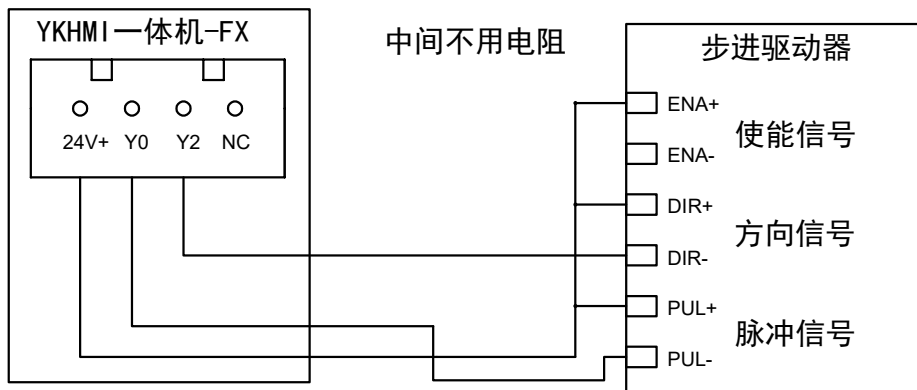 YKHMI一体机-FX
中间不用电阻
步进驱动器
24V+ Y0 Y2 NC
ENA+
使能信号
ENA-
DIR+
方向信号
DIR-
PUL+
脉冲信号
PUL-